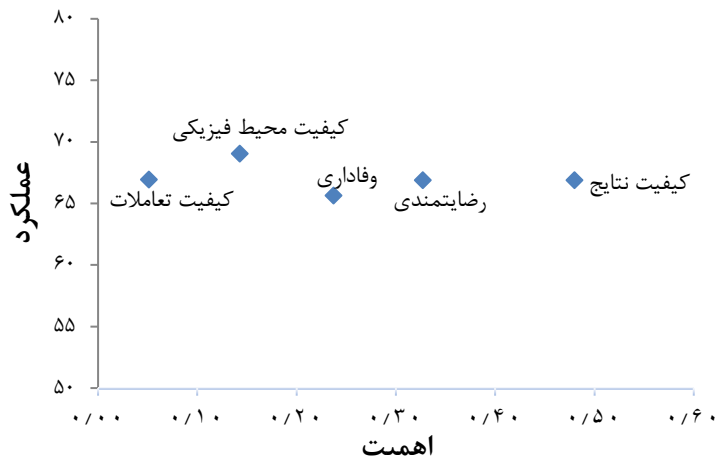 ۸۰
۷۵
۷۰
۶۵
۶۰
۵۵
۵۰
عملکرد
کیفیت محیط فیزیکی
وفاداری
کیفیت نتایج
کیفیت تعاملات
رضایتمندی
۰/۰۰ ۰/۱۰ ۰/۲۰ ۰/۳۰ ۰/۴۰ ۰/۵۰ ۰/۶۰
اهمیت